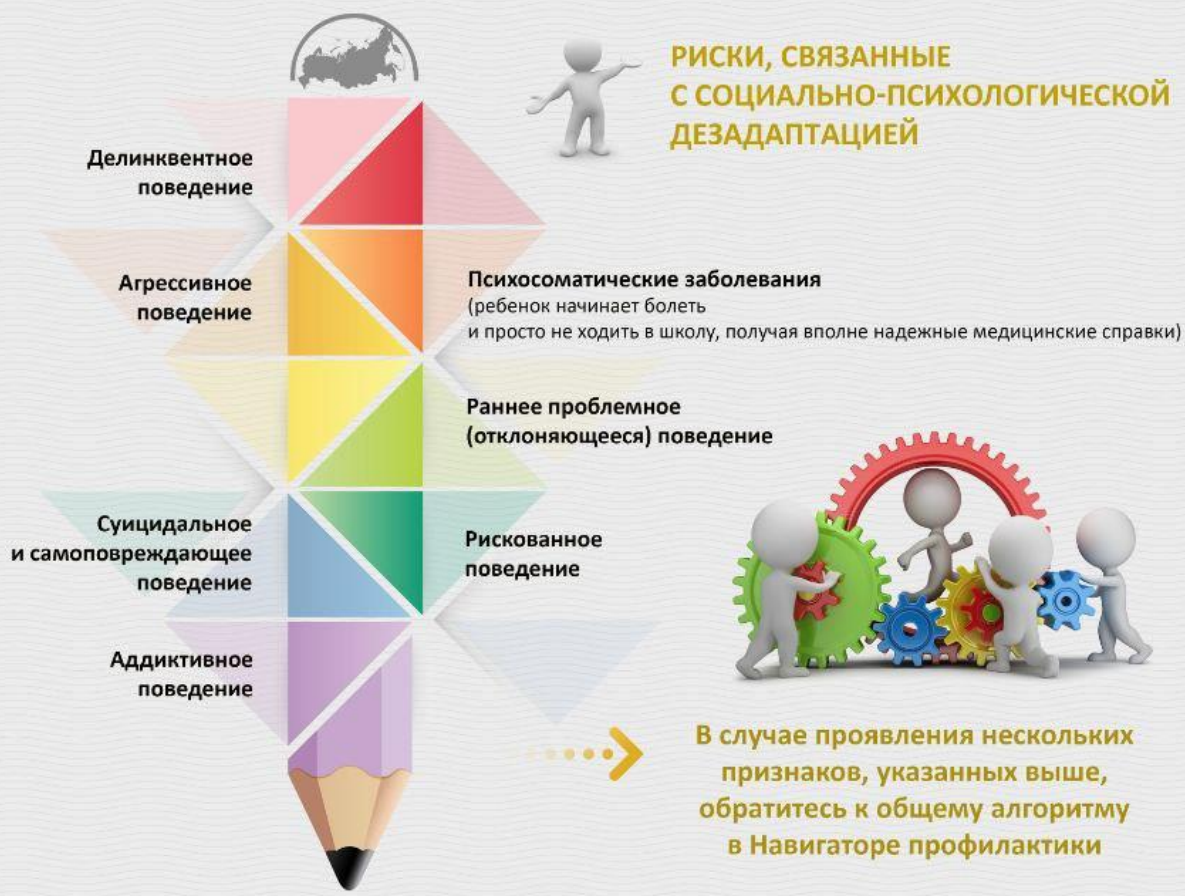 РИСКИ, СВЯЗАННЫЕ
С СОЦИАЛЬНО-ПСИХОЛОГИЧЕСКОЙ
ДЕЗАДАПТАЦИЕЙ
Делинквентное
поведение
Агрессивное
поведение
Психосоматические заболевания
(ребенок начинает болеть
и просто не ходить в школу, получая вполне надежные медицинские справки)
Раннее проблемное
(отклоняющееся) поведение
Суицидальное
и самоповреждающее
поведение
Рискованное
поведение
Аддиктивное
поведение
В случае проявления нескольких
признаков, указанных выше,
обратитесь к общему алгоритму
в Навигаторе профилактики